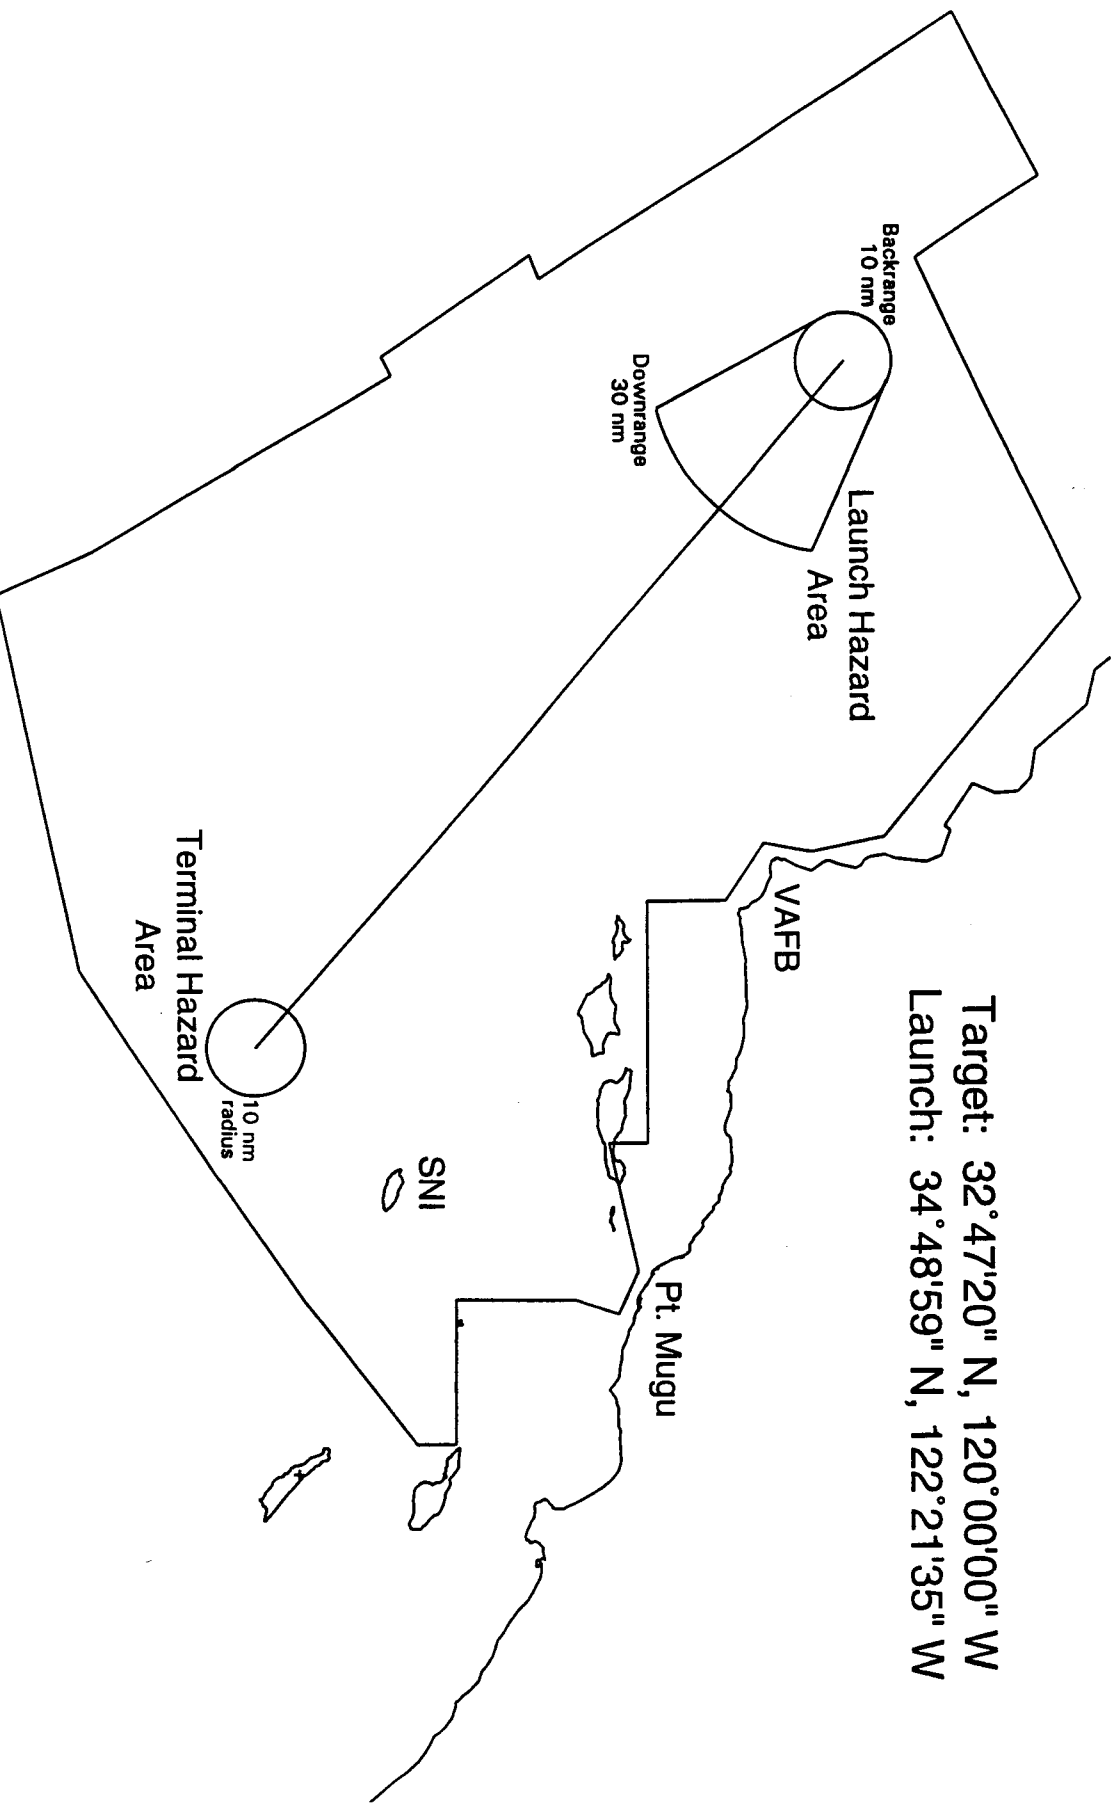 Target: 32°47'20" N, 120°00'00" W
Launch: 34°48'59" N, 122°21'35" W
Backrange
10 nm
Launch Hazard
Area
Downrange
30 nm
VAFB
Pt. Mugu
SNI
10 nm
radius
Terminal Hazard
Area